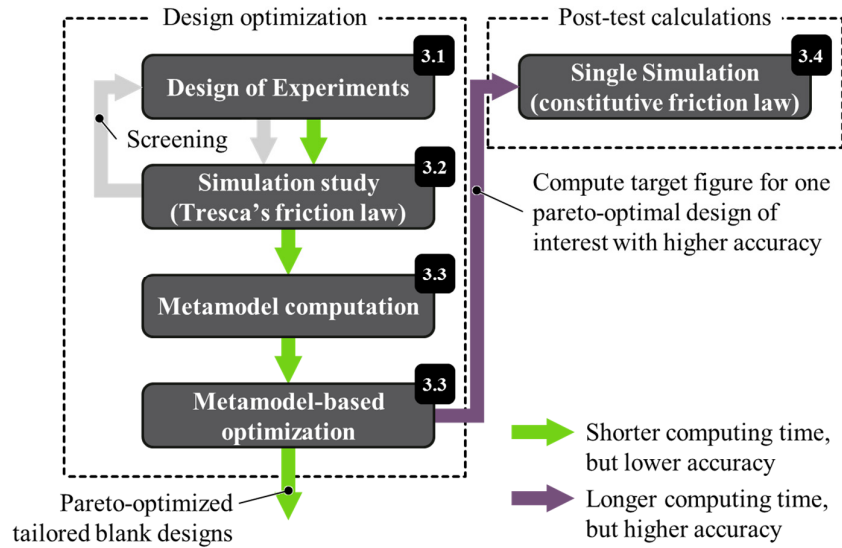 Design optimization
Post-test calculations
3.1
Design of Experiments
3.4
Single Simulation
(constitutive friction law)
Screening
3.2
Simulation study
(Tresca's friction law)
Compute target figure for one
pareto-optimal design of
interest with higher accuracy
3.3
Metamodel computation
3.3
Metamodel-based
optimization
Shorter computing time,
but lower accuracy
Pareto-optimized
tailored blank designs
Longer computing time,
but higher accuracy